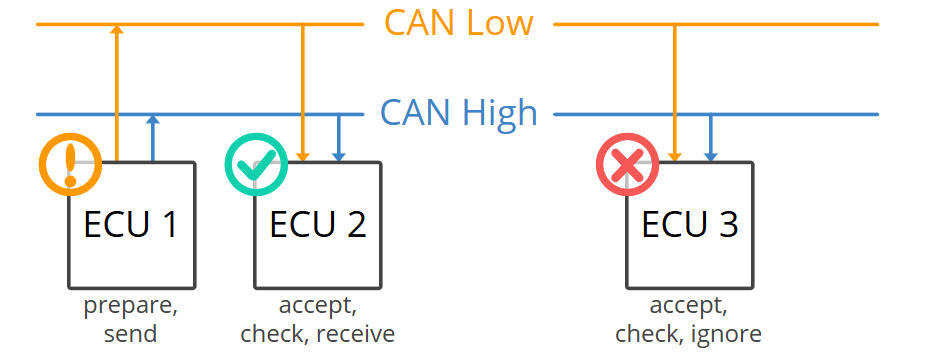 CAN Low
CAN High
ECU 1
ECU 2
ECU 3
prepare,
send
accept,
check, receive
accept,
check, ignore